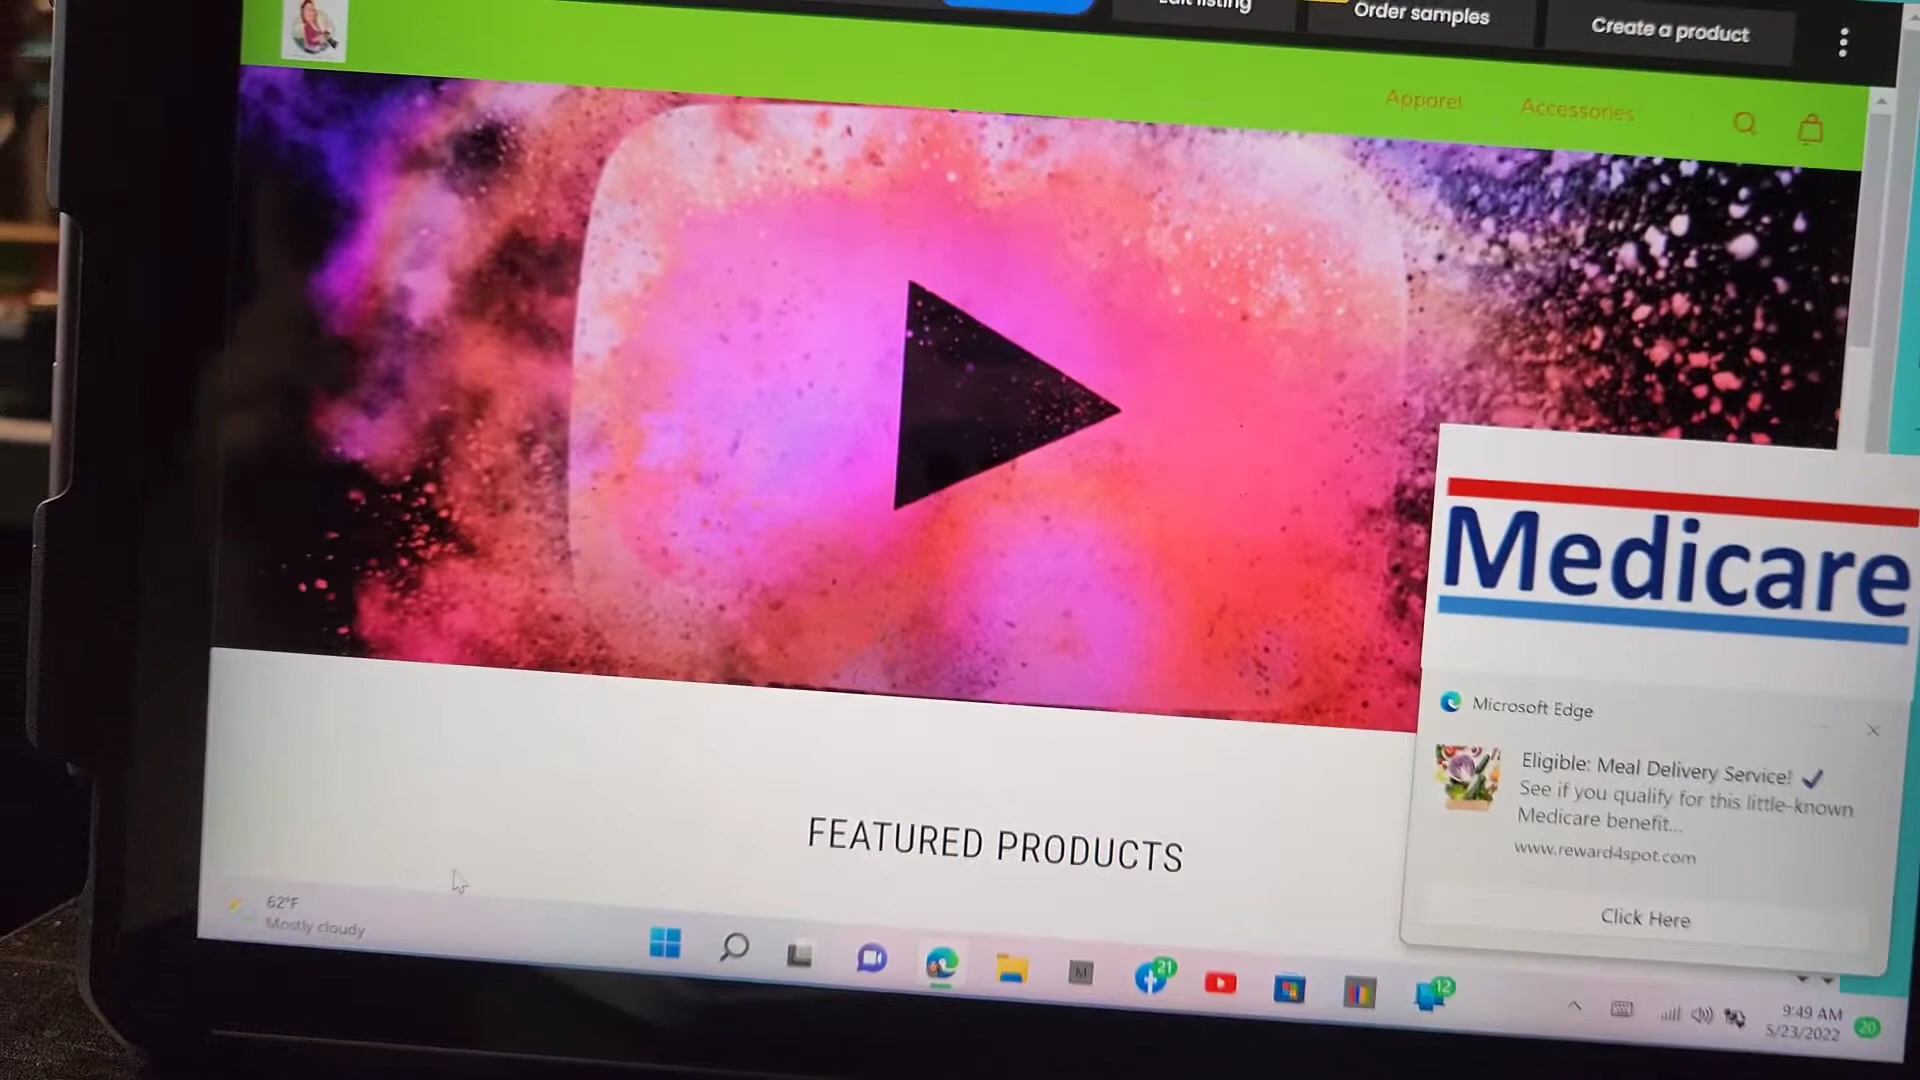 Edit listing
Order samples
Create a product
Apparel
Accessories
Medicare
Microsoft Edge
Eligible: Meal Delivery Service! ✓
See if you qualify for this little-known
Medicare benefit...
www.reward4spot.com
Click Here
FEATURED PRODUCTS
62°F
Mostly cloudy
M
21
12
9:49 AM
5/23/2022
20